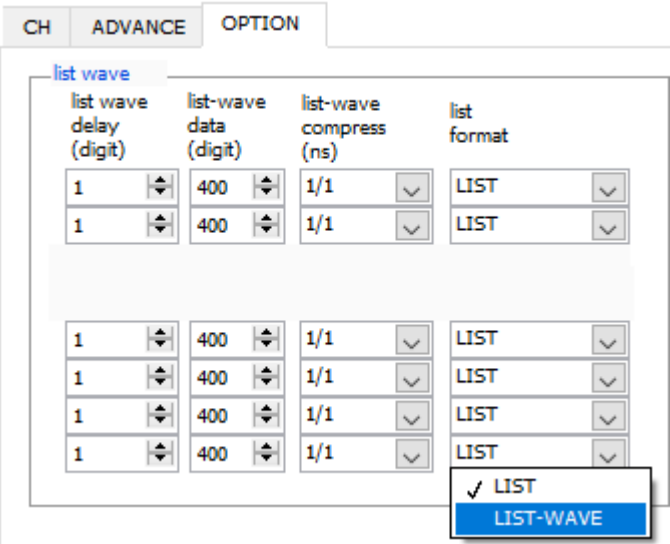 CH ADVANCE OPTION
list wave
list wave delay (digit) list-wave data (digit) list-wave compress (ns) list format
1 400 1/1 LIST
1 400 1/1 LIST
1 400 1/1 LIST
1 400 1/1 LIST
1 400 1/1 LIST
1 400 1/1 LIST
✓ LIST
LIST-WAVE